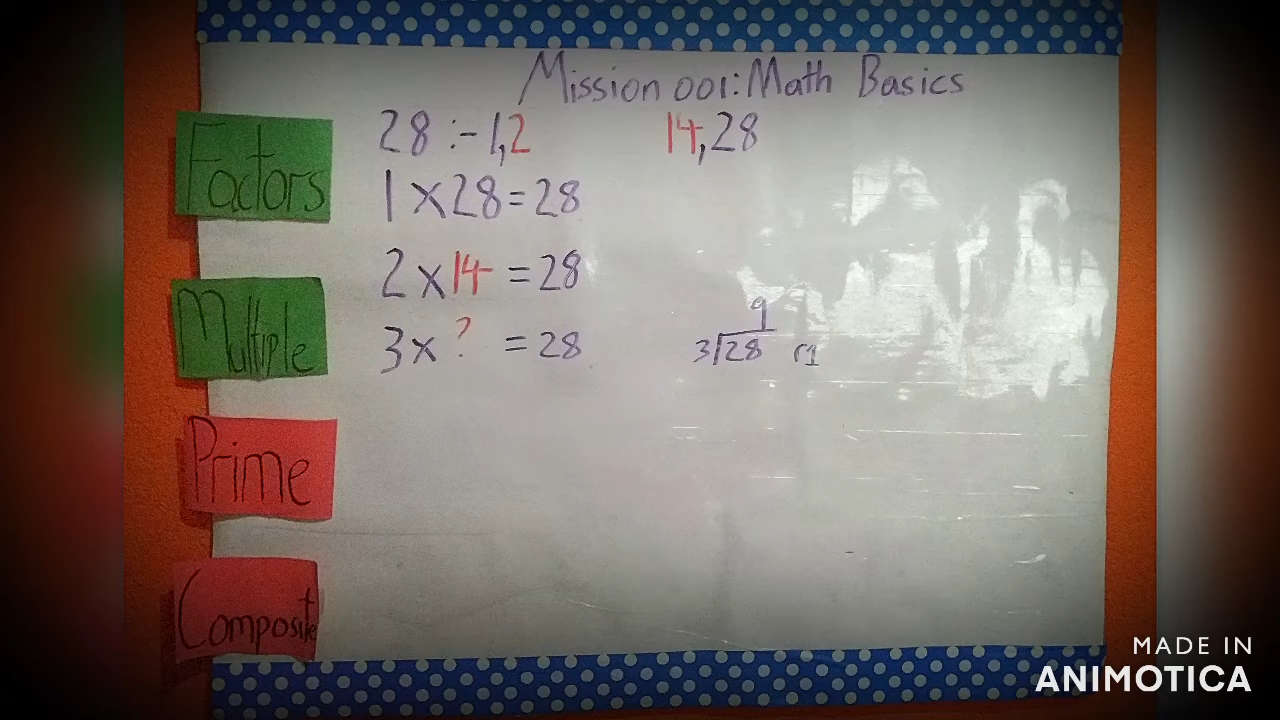 Mission 001: Math Basics
Factors
28 :- 1,2 14,28
1 x 28 = 28
Multiple
2 x 14 = 28
3 x ? = 28
9
3/28 r1
Prime
Composite
MADE IN
ANIMOTICA